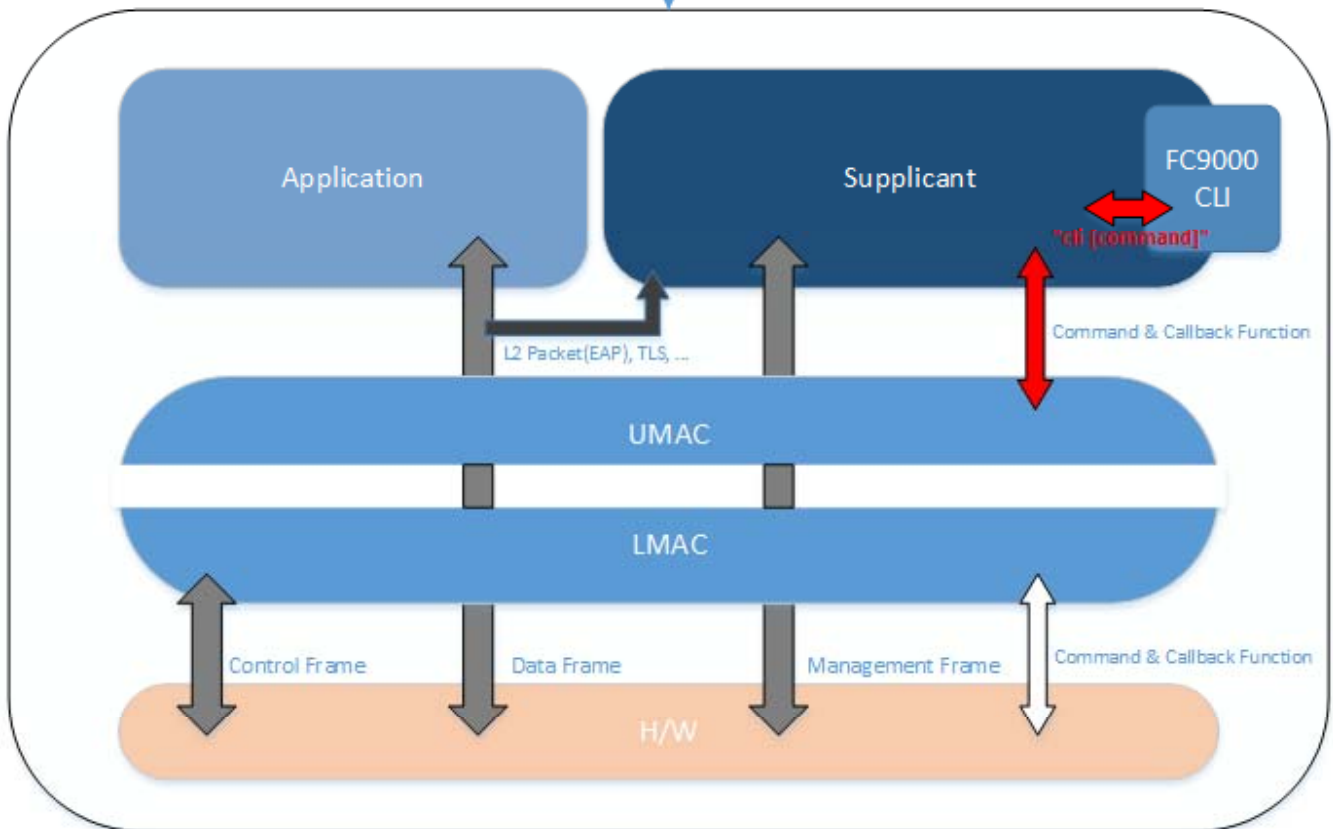 Application
Supplicant
FC9000
CLI
"cli [command]"
Command & Callback Function
L2 Packet(EAP), TLS, ...
UMAC
LMAC
Control Frame
Data Frame
Management Frame
Command & Callback Function
H/W